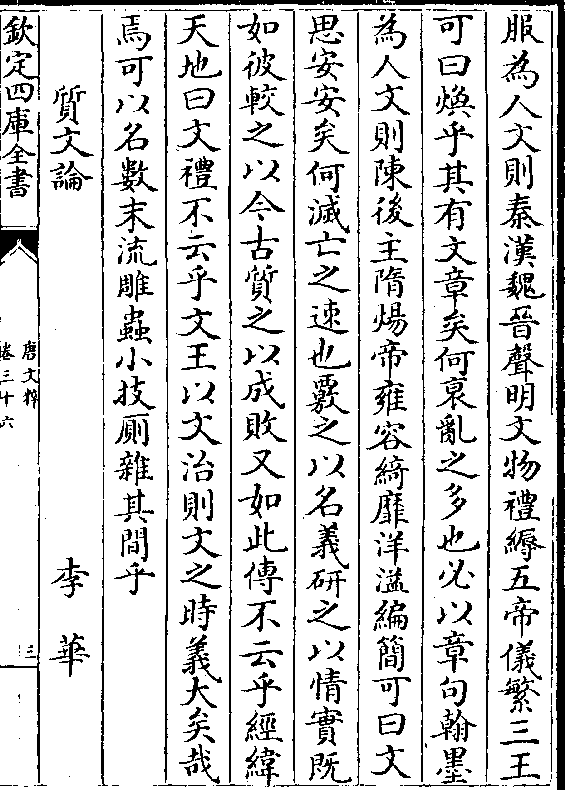 服為人文則秦漢魏晉聲明文物禮縟五帝儀繁三王
可曰煥乎其有文章矣何衰亂之多也必以章句翰墨
為人文則陳後主隋煬帝雍容綺靡洋溢編簡可曰文
思安安矣何滅亡之速也覈之以名義研之以情實既
如彼較之以今古質之以成敗又如此傳不云乎經緯
天地曰文禮不云乎文王以文治則文之時義大矣哉
焉可以名數末流雕蟲小技厠雜其間乎
質文論 李華
欽定四庫全書
唐文粹
卷三十六
三